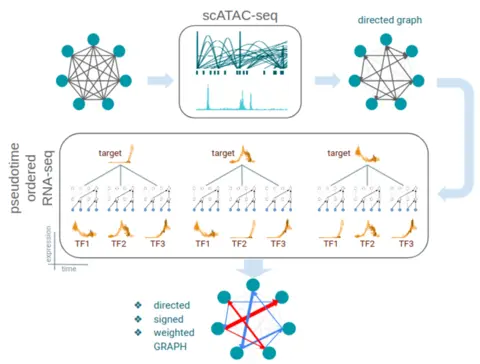 scATAC-seq
directed graph
pseudotime
ordered
RNA-seq
target
target
target
TF1
TF2
TF3
TF1
TF2
TF3
TF1
TF2
TF3
expression
time
❖ directed
❖ signed
❖ weighted
GRAPH